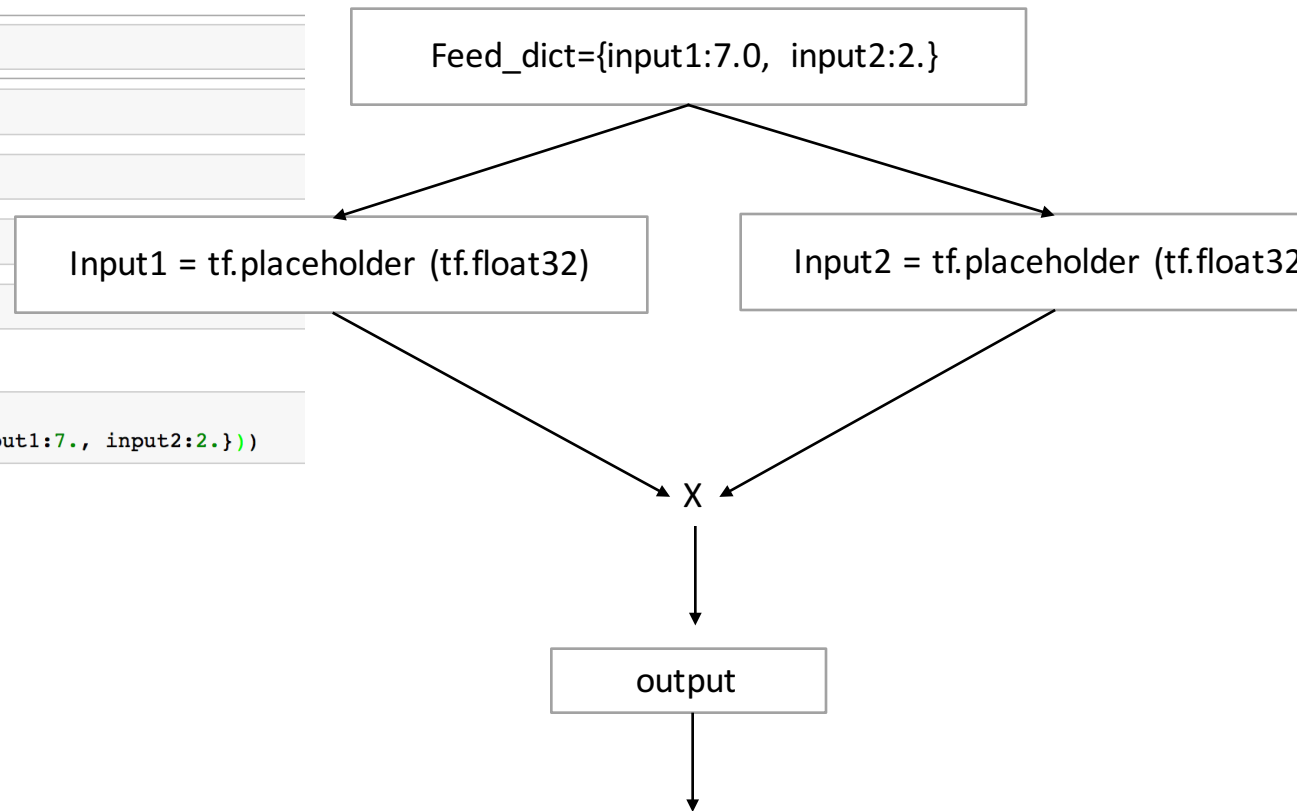 Feed_dict={input1:7.0, input2:2.}
Input1 = tf.placeholder (tf.float32)
Input2 = tf.placeholder (tf.float32
put1:7., input2:2.}))
X
output